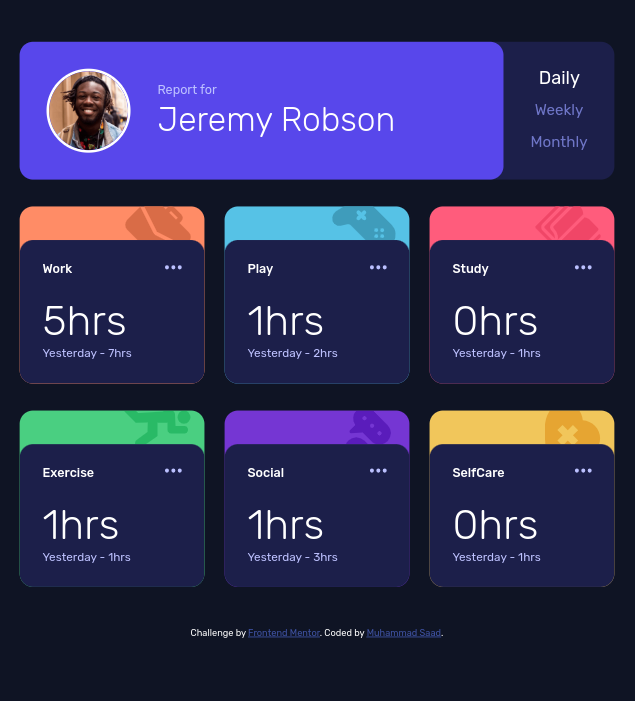 Report for
Jeremy Robson
Daily
Weekly
Monthly
Work
5hrs
Yesterday - 7hrs
Play
1hrs
Yesterday - 2hrs
Study
0hrs
Yesterday - 1hrs
Exercise
1hrs
Yesterday - 1hrs
Social
1hrs
Yesterday - 3hrs
SelfCare
0hrs
Yesterday - 1hrs
Challenge by Frontend Mentor. Coded by Muhammad Saad.